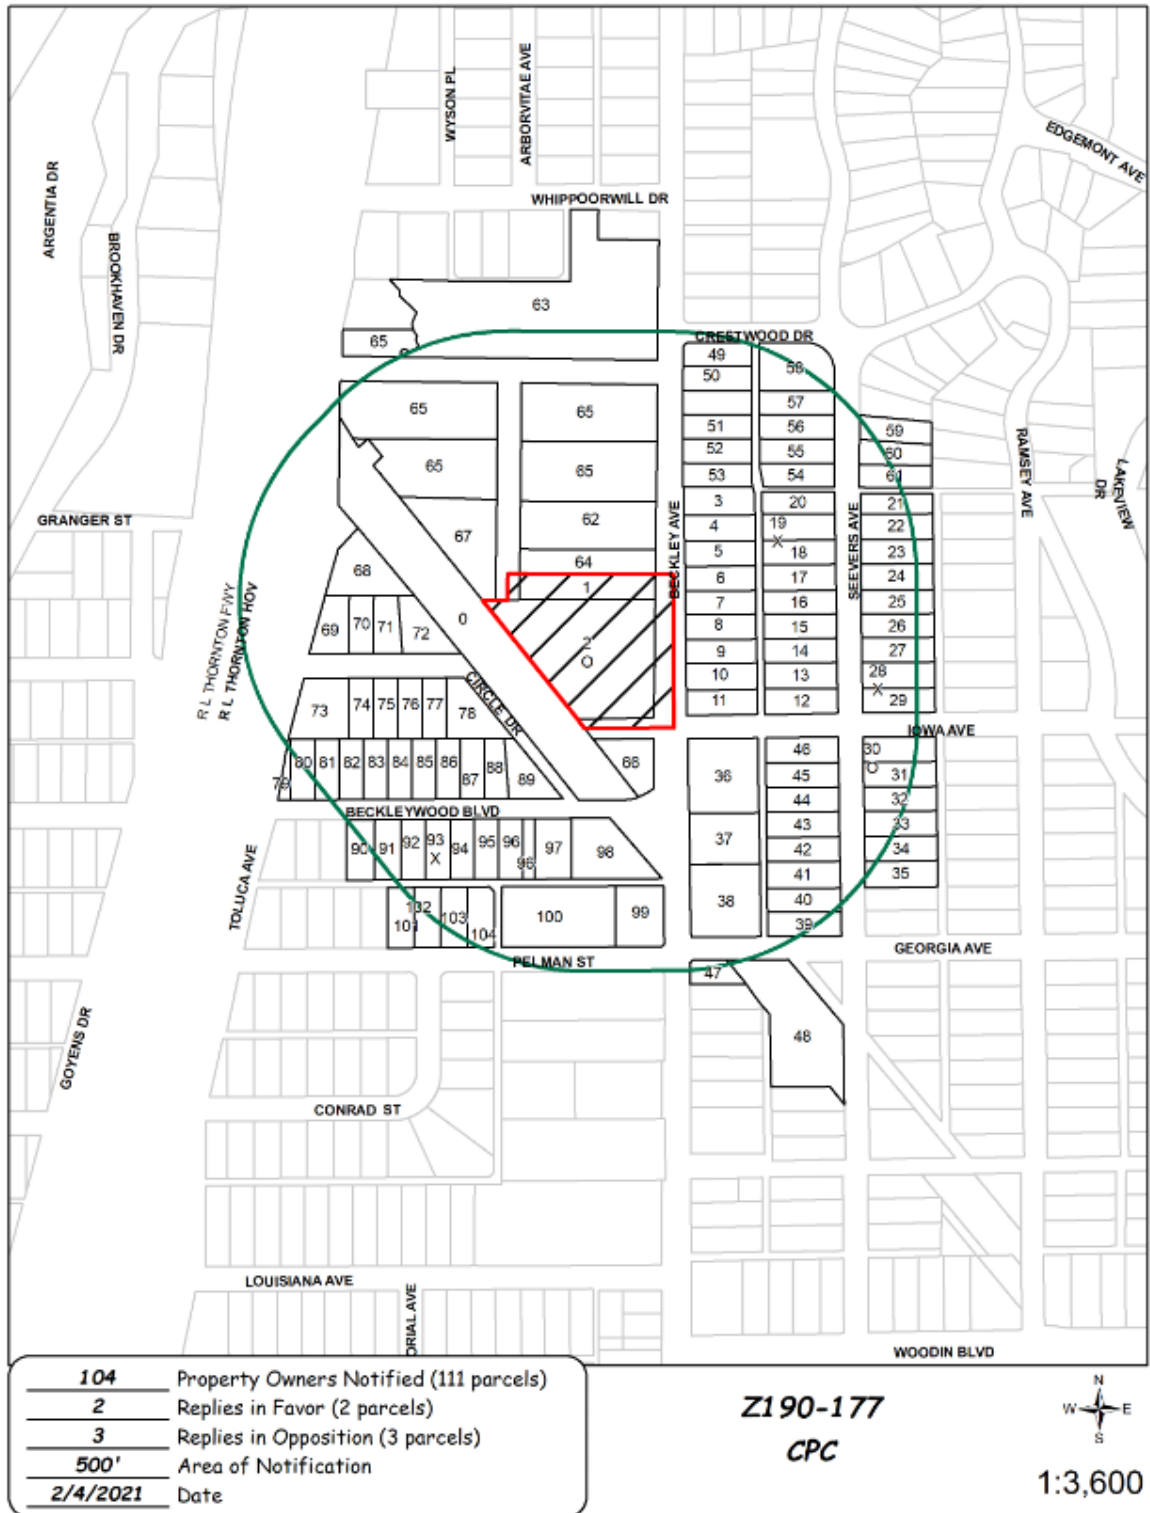 WYSON PL
ARBORVITAE AVE
EDGEMONT AVE
ARGENTIA DR
BROOKHAVEN DR
WHIPPOORWILL DR
63
65
CRESTWOOD DR
49
50
58
57
65
65
51
56
59
52
55
60
65
65
53
54
61
RAMSEY AVE
LAKEVIEW DR
GRANGER ST
62
3
20
21
4
19
X
22
67
64
5
18
23
BECKLEY AVE
SEEVERS AVE
68
1
6
17
24
7
16
25
R L THORNTON FWY
R L THORNTON HOV
69
70
71
72
0
8
15
26
2
O
9
14
27
10
13
28
X
11
12
29
CIRCLE DR
73
74
75
76
77
78
IOWA AVE
79
80
81
82
83
84
85
86
87
88
89
66
36
46
30
O
45
31
44
32
BECKLEYWOOD BLVD
37
43
33
90
91
92
93
X
94
95
96
96
97
98
42
34
41
35
TOLUCA AVE
101
102
103
104
100
99
38
40
39
PELMAN ST
GEORGIA AVE
47
48
GOYENS DR
CONRAD ST
LOUISIANA AVE
ORIAL AVE
WOODIN BLVD
104 Property Owners Notified (111 parcels)
2 Replies in Favor (2 parcels)
3 Replies in Opposition (3 parcels)
500' Area of Notification
2/4/2021 Date
Z190-177
CPC
N
W E
S
1:3,600